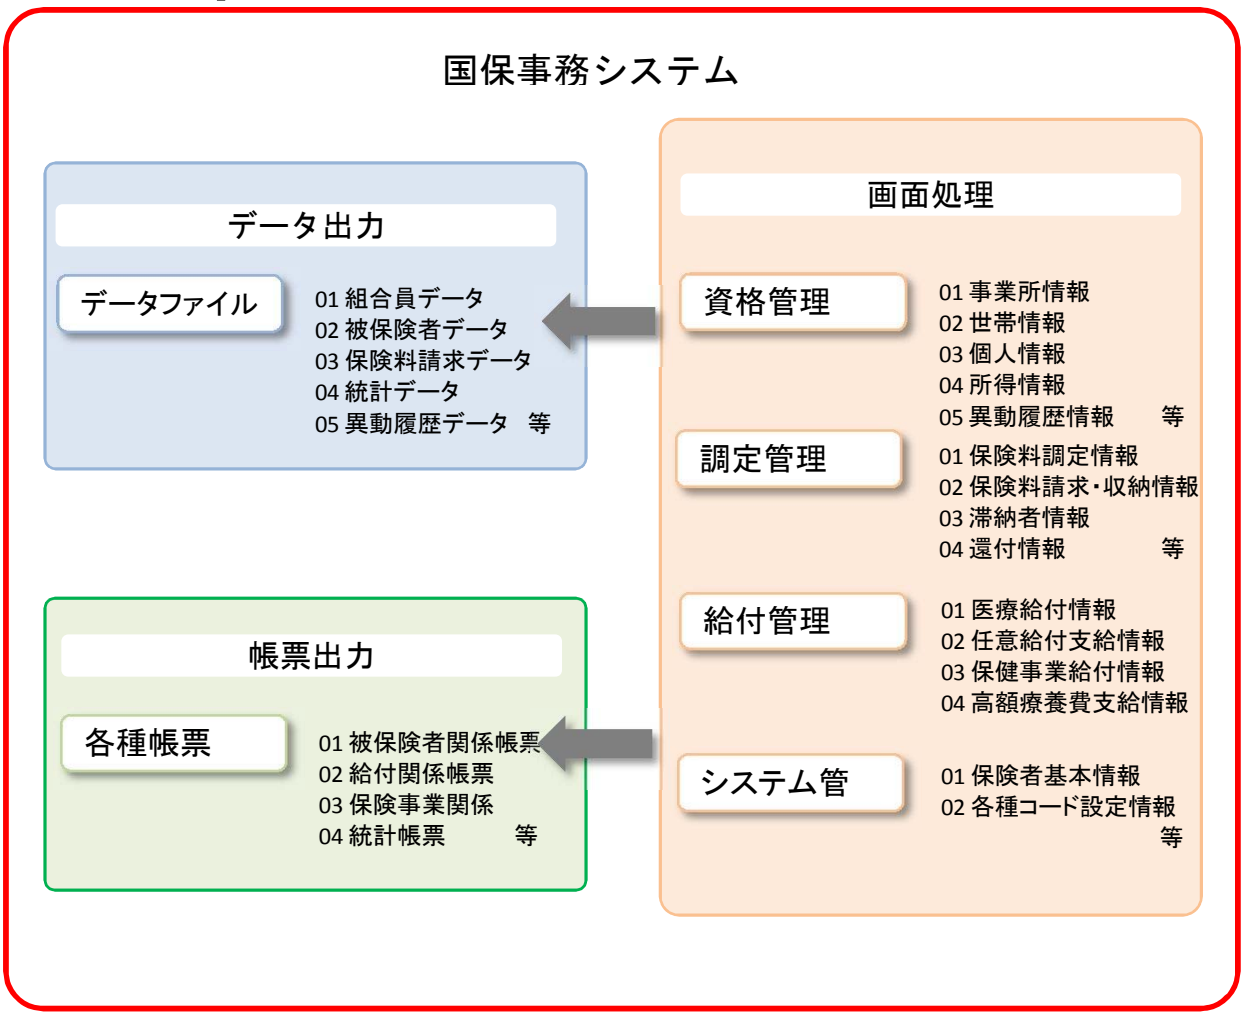 国保事務システム
データ出力
データファイル
01 組合員データ
02 被保険者データ
03 保険料請求データ
04 統計データ
05 異動履歴データ 等
帳票出力
各種帳票
01 被保険者関係帳票
02 給付関係帳票
03 保険事業関係
04 統計帳票 等
画面処理
資格管理
01 事業所情報
02 世帯情報
03 個人情報
04 所得情報
05 異動履歴情報 等
調定管理
01 保険料調定情報
02 保険料請求・収納情報
03 滞納者情報
04 還付情報 等
給付管理
01 医療給付情報
02 任意給付支給情報
03 保健事業給付情報
04 高額療養費支給情報
システム管
01 保険者基本情報
02 各種コード設定情報
等